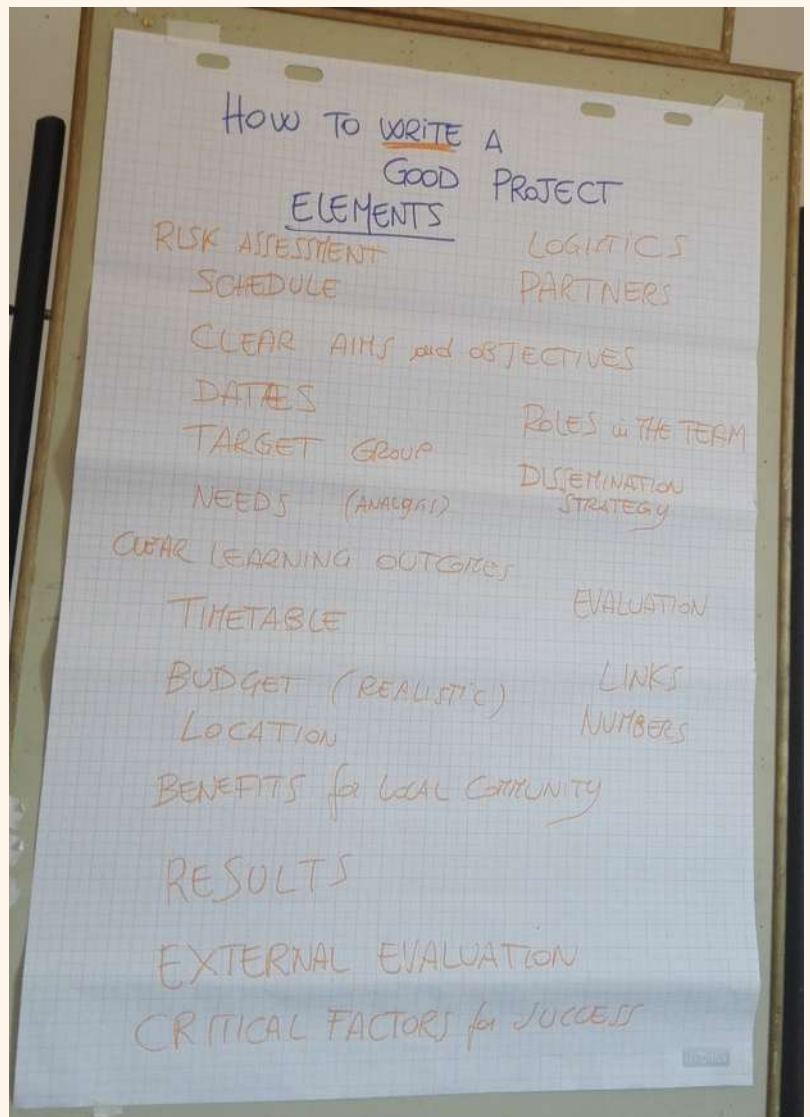 HOW TO WRITE A
GOOD PROJECT
ELEMENTS
RISK ASSESSMENT
LOGISTICS
SCHEDULE
PARTNERS
CLEAR AIMS and OBJECTIVES
DATES
ROLES in THE TEAM
TARGET GROUP
DISSEMINATION
STRATEGY
NEEDS (ANALYSIS)
CLEAR LEARNING OUTCOMES
EVALUATION
TIMETABLE
BUDGET (REALISTIC)
LINKS
LOCATION
NUMBERS
BENEFITS for LOCAL COMMUNITY
RESULTS
EXTERNAL EVALUATION
CRITICAL FACTORS for SUCCESS